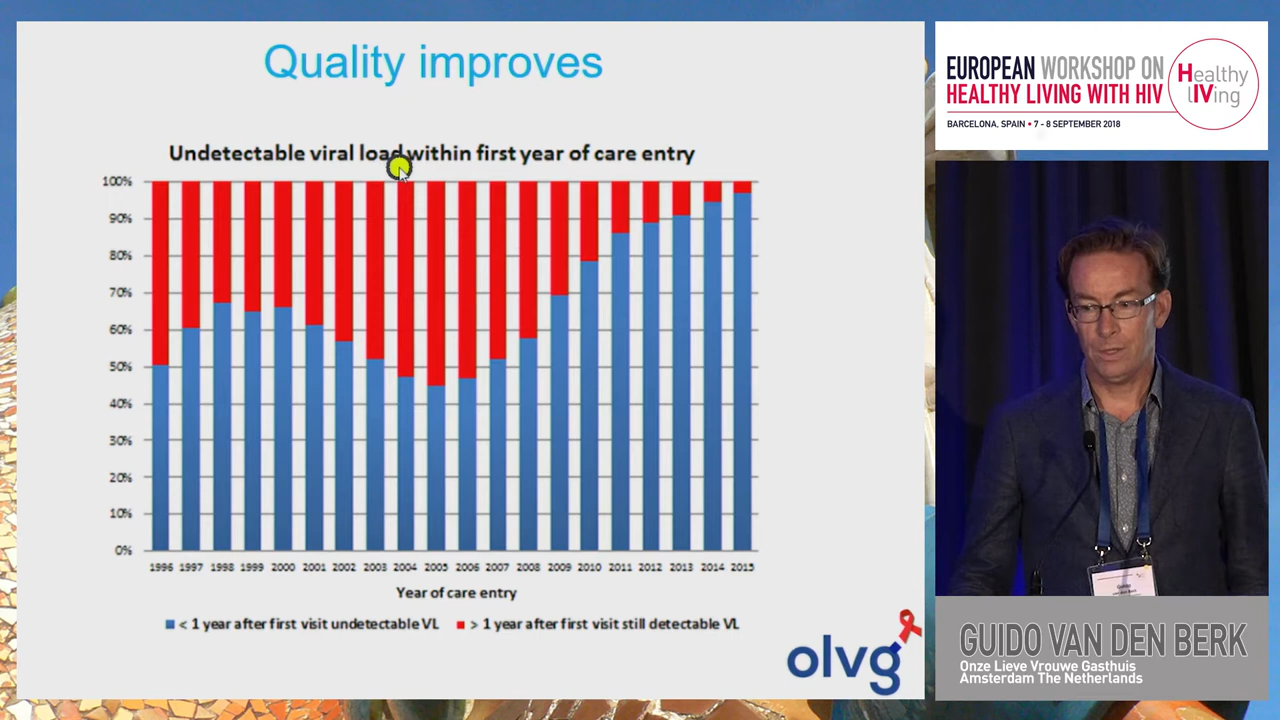 Quality improves
Undetectable viral load within first year of care entry
100%
90%
80%
70%
60%
50%
40%
30%
20%
10%
0%
1996 1997 1998 1999 2000 2001 2002 2003 2004 2005 2006 2007 2008 2009 2010 2011 2012 2013 2014 2015
Year of care entry
< 1 year after first visit undetectable VL > 1 year after first visit still detectable VL
olvg
EUROPEAN WORKSHOP ON
HEALTHY LIVING WITH HIV
Healthy
lIVing
BARCELONA, SPAIN • 7 - 8 SEPTEMBER 2018
GUIDO VAN DEN BERK
Onze Lieve Vrouwe Gasthuis
Amsterdam The Netherlands